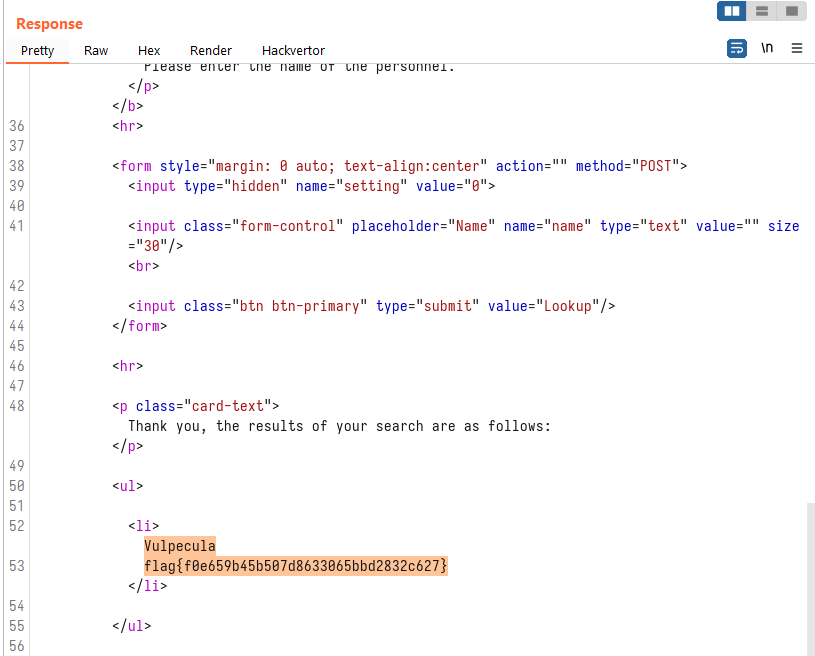 Response
Pretty Raw Hex Render Hackvertor \n
Please enter the name of the personnel.
</p>
</b>
36 <hr>
37
38 <form style="margin: 0 auto; text-align:center" action="" method="POST">
39 <input type="hidden" name="setting" value="0">
40
41 <input class="form-control" placeholder="Name" name="name" type="text" value="" size
="30"/>
<br>
42
43 <input class="btn btn-primary" type="submit" value="Lookup"/>
44 </form>
45
46 <hr>
47
48 <p class="card-text">
Thank you, the results of your search are as follows:
</p>
49
50 <ul>
51
52 <li>
Vulpecula
53 flag{f0e659b45b507d8633065bbd2832c627}
</li>
54
55 </ul>
56